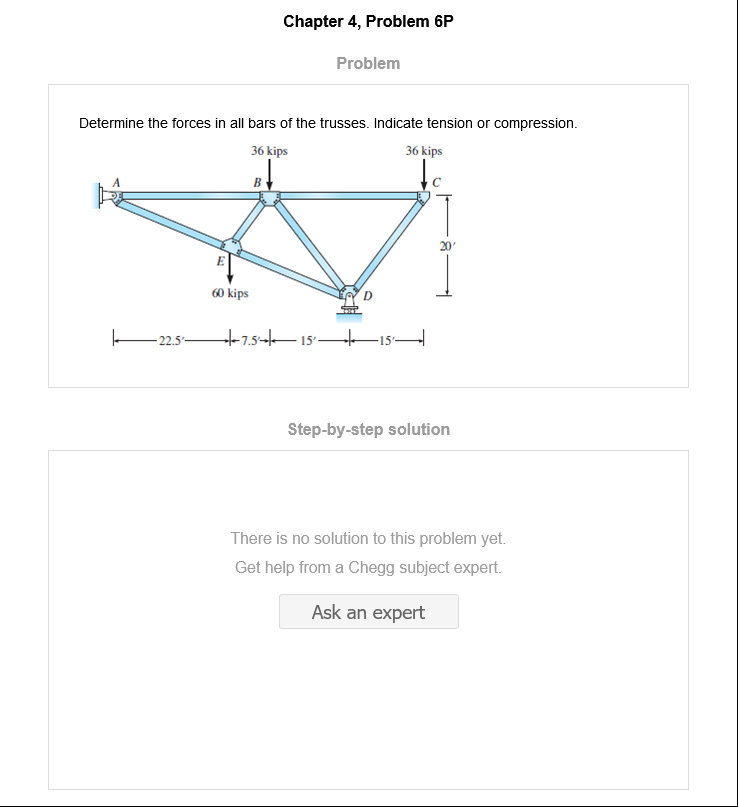 Chapter 4, Problem 6P
Problem
Determine the forces in all bars of the trusses. Indicate tension or compression.
36 kips 36 kips
A B C
20'
E
60 kips D
22.5' 7.5' 15' 15'
Step-by-step solution
There is no solution to this problem yet.
Get help from a Chegg subject expert.
Ask an expert